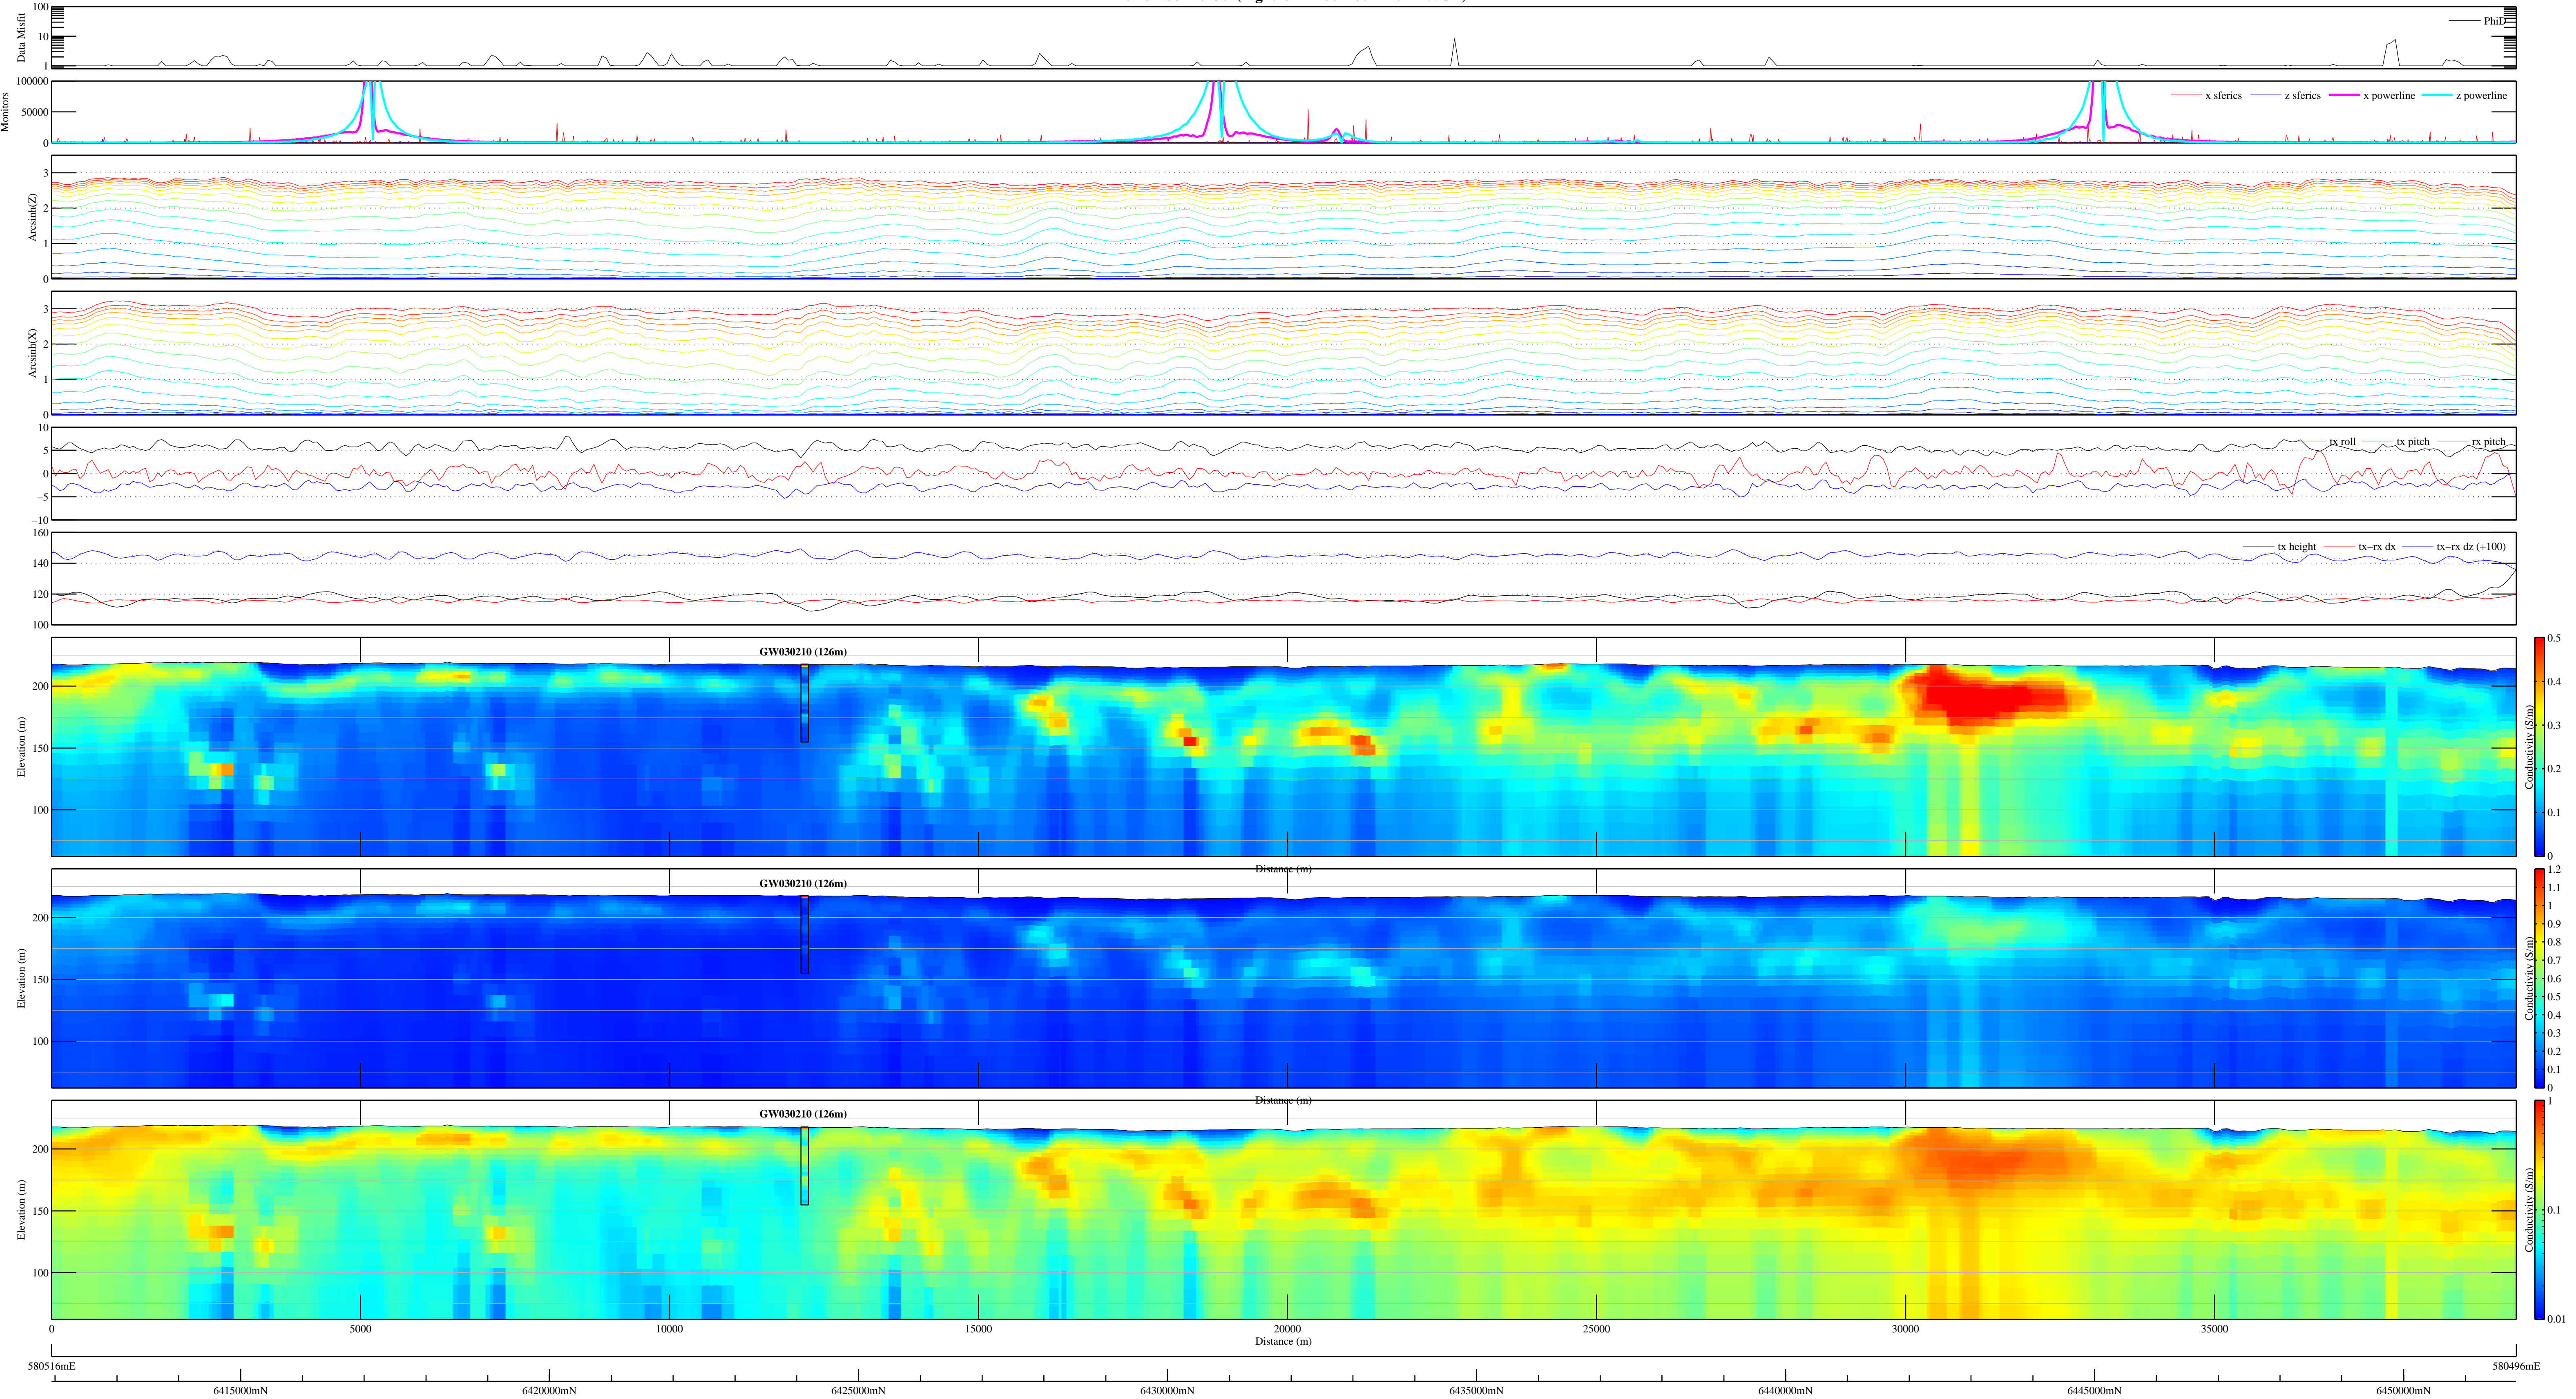 100
10
1
Data Misfit
PhiD
100000
50000
0
Monitors
x sferics z sferics x powerline z powerline
3
2
1
0
Arcsinh(Z)
3
2
1
0
Arcsinh(X)
10
5
0
−5
−10
tx roll tx pitch rx pitch
160
140
120
100
tx height tx−rx dx tx−rx dz (+100)
GW030210 (126m)
200
150
100
Elevation (m)
0.5
0.4
0.3
0.2
0.1
0
Conductivity (S/m)
Distance (m)
GW030210 (126m)
200
150
100
Elevation (m)
1.2
1.1
1
0.9
0.8
0.7
0.6
0.5
0.4
0.3
0.2
0.1
0
Conductivity (S/m)
Distance (m)
GW030210 (126m)
200
150
100
Elevation (m)
1
0.1
0.01
Conductivity (S/m)
0 5000 10000 15000 20000 25000 30000 35000
Distance (m)
580516mE 580496mE
6415000mN 6420000mN 6425000mN 6430000mN 6435000mN 6440000mN 6445000mN 6450000mN